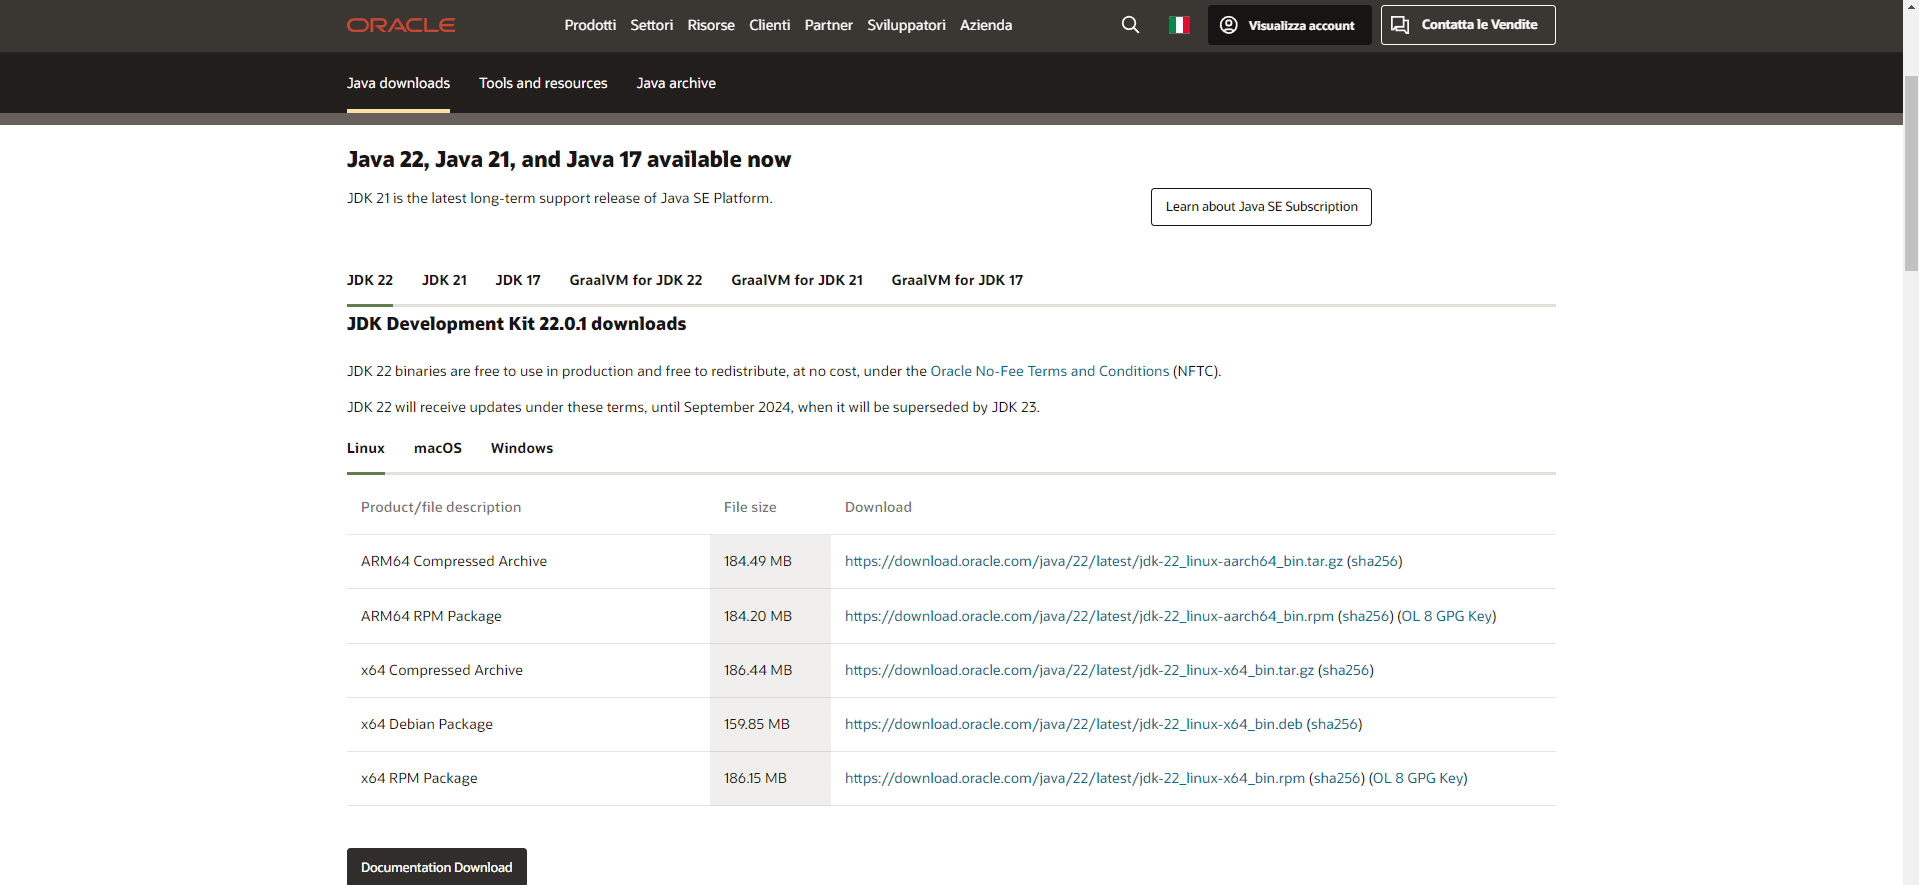 ORACLE Prodotti Settori Risorse Clienti Partner Sviluppatori Azienda Visualizza account Contatta le Vendite
Java downloads Tools and resources Java archive
Java 22, Java 21, and Java 17 available now
JDK 21 is the latest long-term support release of Java SE Platform.
Learn about Java SE Subscription
JDK 22 JDK 21 JDK 17 GraalVM for JDK 22 GraalVM for JDK 21 GraalVM for JDK 17
JDK Development Kit 22.0.1 downloads
JDK 22 binaries are free to use in production and free to redistribute, at no cost, under the Oracle No-Fee Terms and Conditions (NFTC).
JDK 22 will receive updates under these terms, until September 2024, when it will be superseded by JDK 23.
Linux macOS Windows
Product/file description File size Download
ARM64 Compressed Archive 184.49 MB https://download.oracle.com/java/22/latest/jdk-22_linux-aarch64_bin.tar.gz (sha256)
ARM64 RPM Package 184.20 MB https://download.oracle.com/java/22/latest/jdk-22_linux-aarch64_bin.rpm (sha256) (OL 8 GPG Key)
x64 Compressed Archive 186.44 MB https://download.oracle.com/java/22/latest/jdk-22_linux-x64_bin.tar.gz (sha256)
x64 Debian Package 159.85 MB https://download.oracle.com/java/22/latest/jdk-22_linux-x64_bin.deb (sha256)
x64 RPM Package 186.15 MB https://download.oracle.com/java/22/latest/jdk-22_linux-x64_bin.rpm (sha256) (OL 8 GPG Key)
Documentation Download